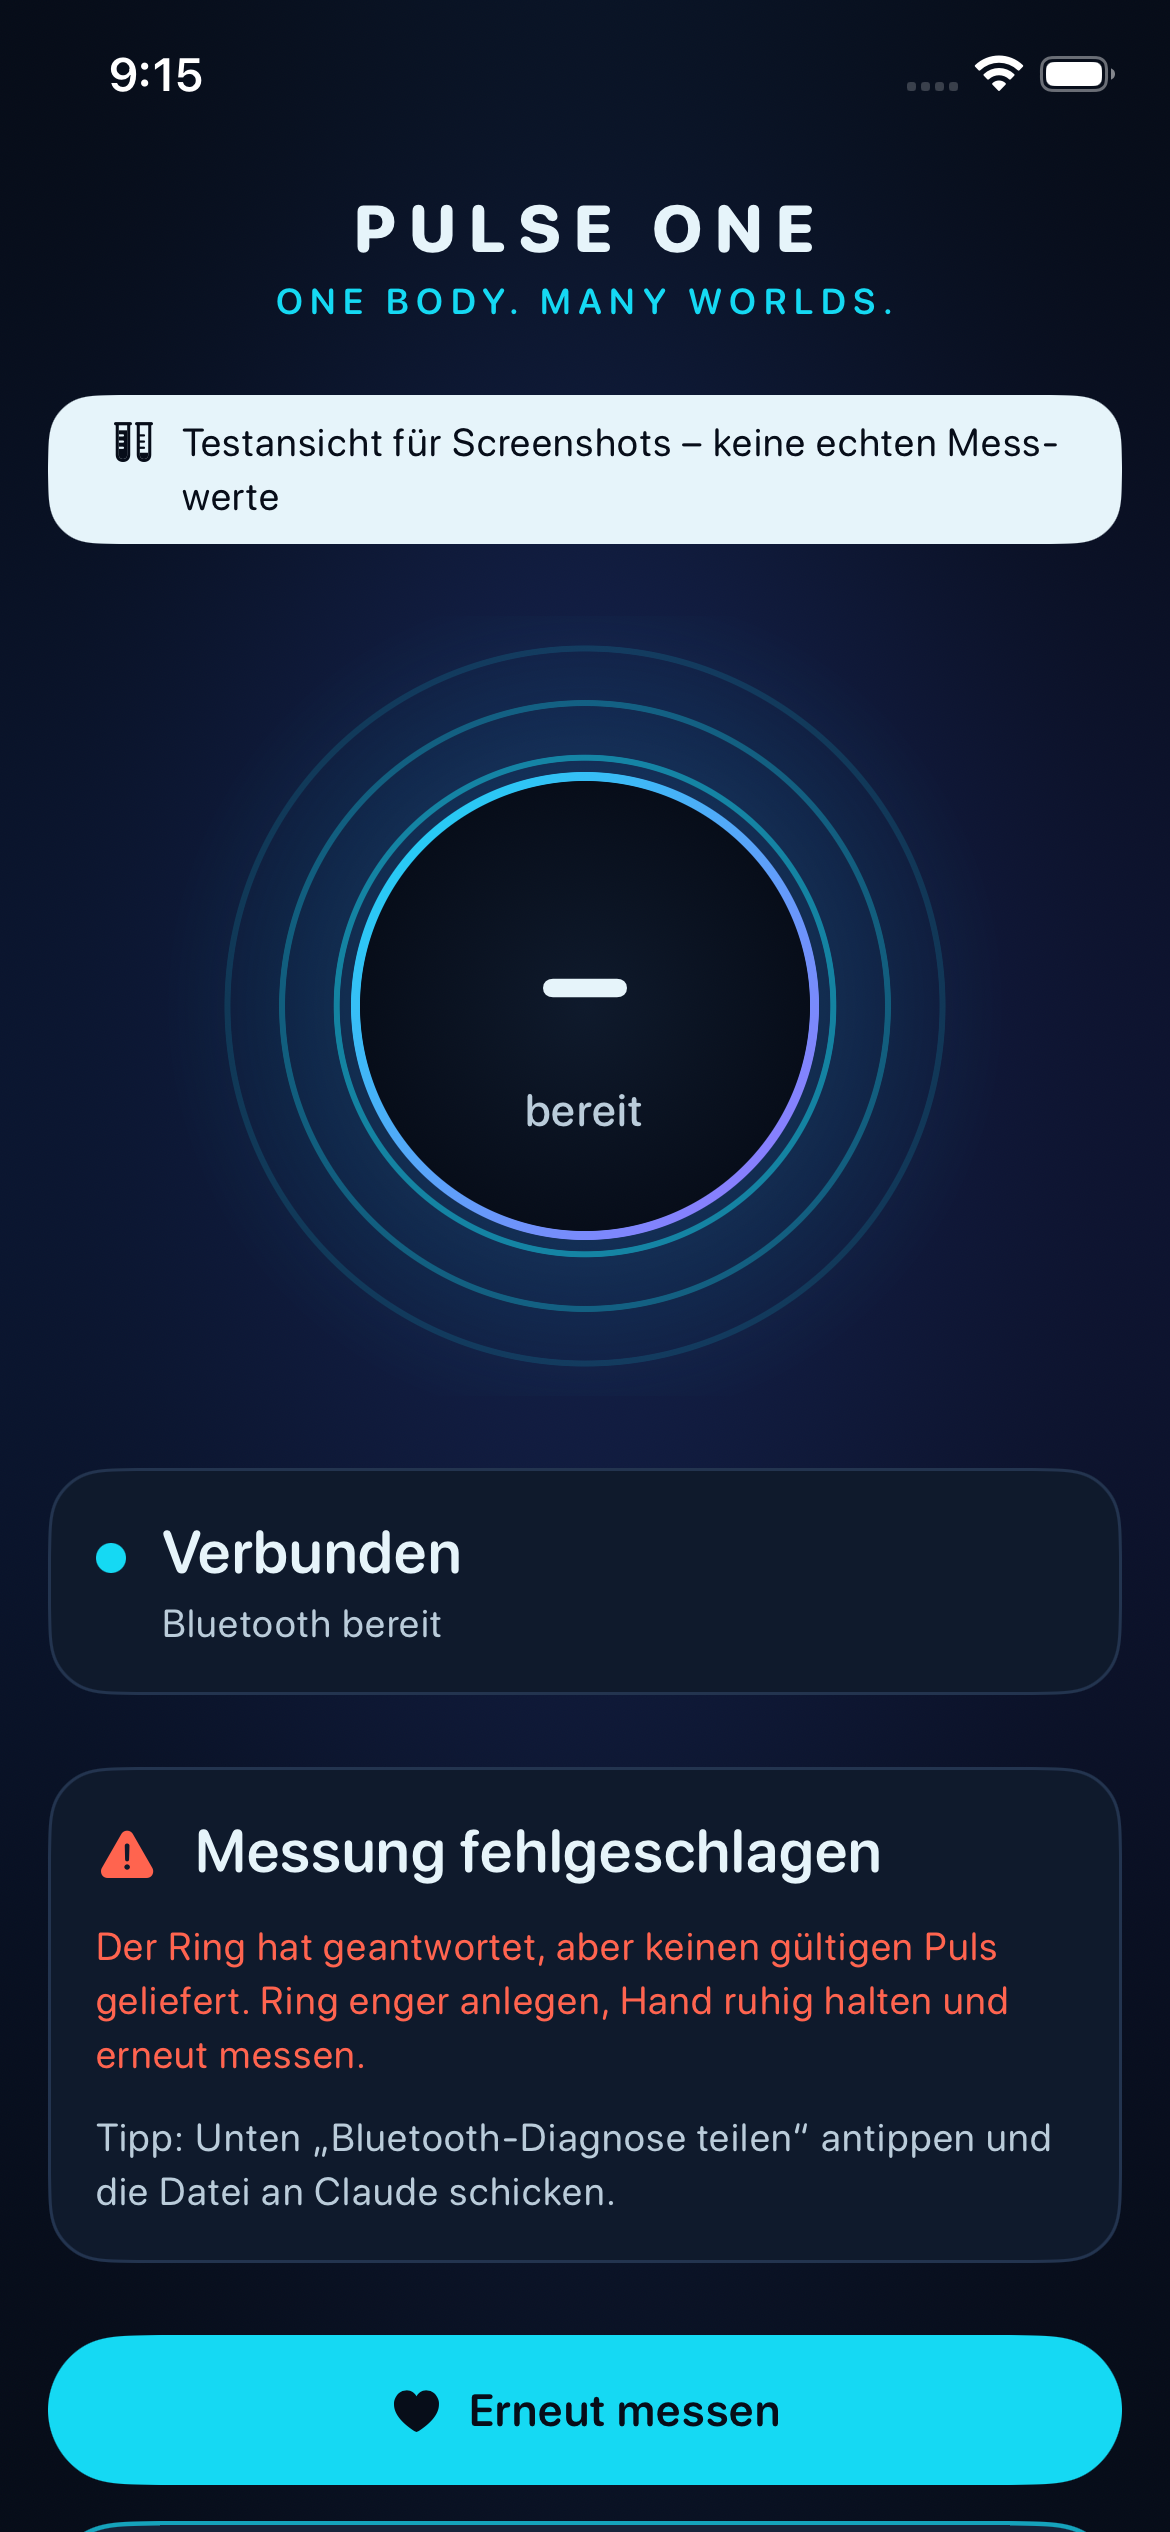 9:15
PULSE ONE
ONE BODY. MANY WORLDS.
Testansicht für Screenshots – keine echten Mess-
werte
–
bereit
Verbunden
Bluetooth bereit
Messung fehlgeschlagen
Der Ring hat geantwortet, aber keinen gültigen Puls
geliefert. Ring enger anlegen, Hand ruhig halten und
erneut messen.
Tipp: Unten „Bluetooth-Diagnose teilen“ antippen und
die Datei an Claude schicken.
Erneut messen